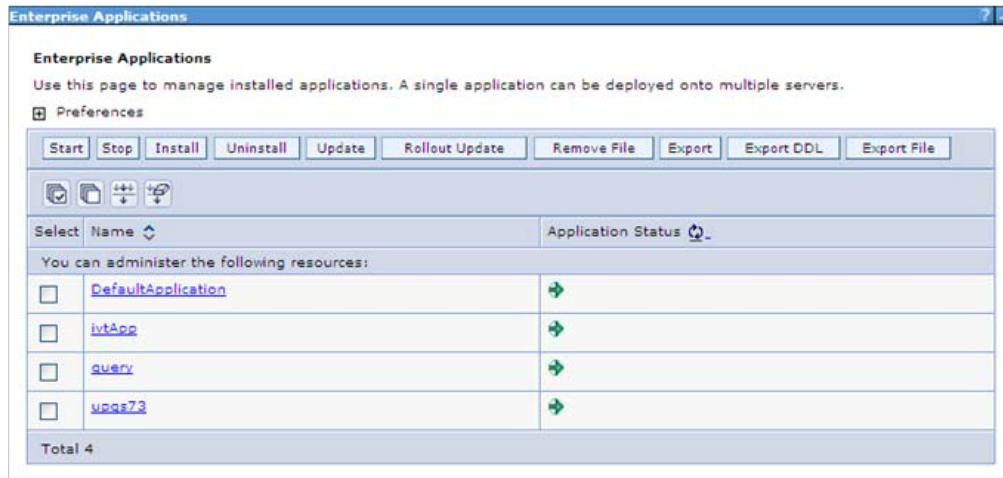 Enterprise Applications
?
Enterprise Applications
Use this page to manage installed applications. A single application can be deployed onto multiple servers.
Preferences
Start Stop Install Uninstall Update Rollout Update Remove File Export Export DDL Export File
Select Name Application Status
You can administer the following resources:
DefaultApplication
ivtApp
query
upgs73
Total 4